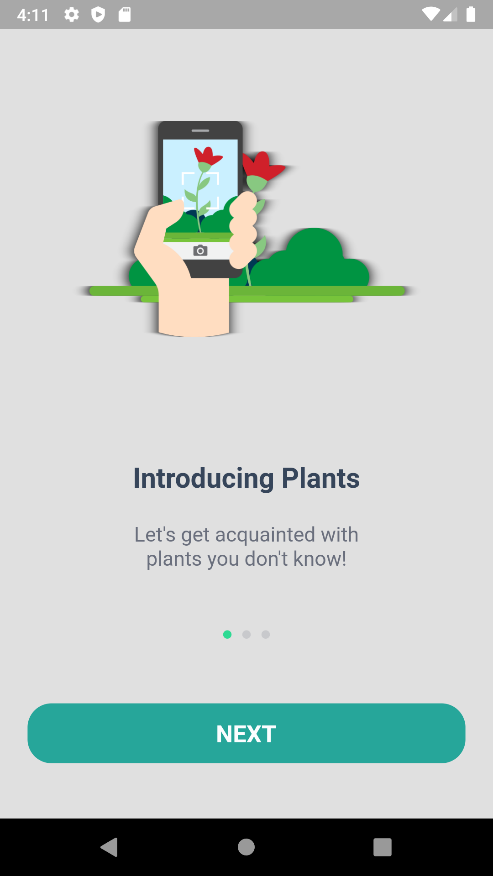 4:11
Introducing Plants
Let's get acquainted with
plants you don't know!
NEXT